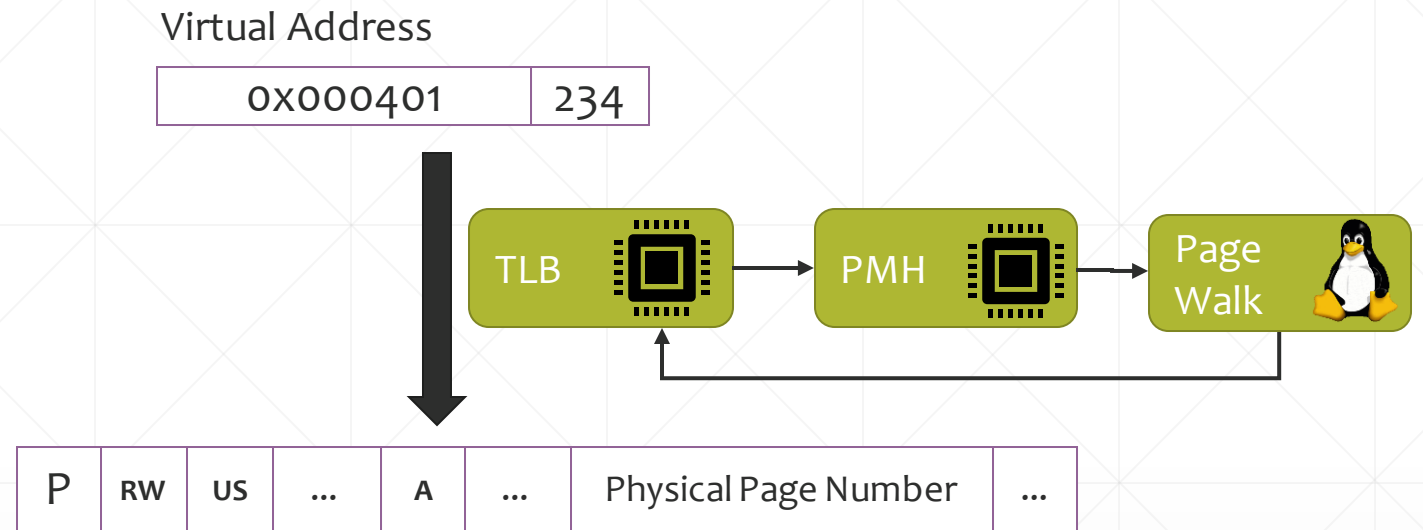 Virtual Address
0x000401 234
TLB
PMH
Page
Walk
P RW US ... A ... Physical Page Number ...